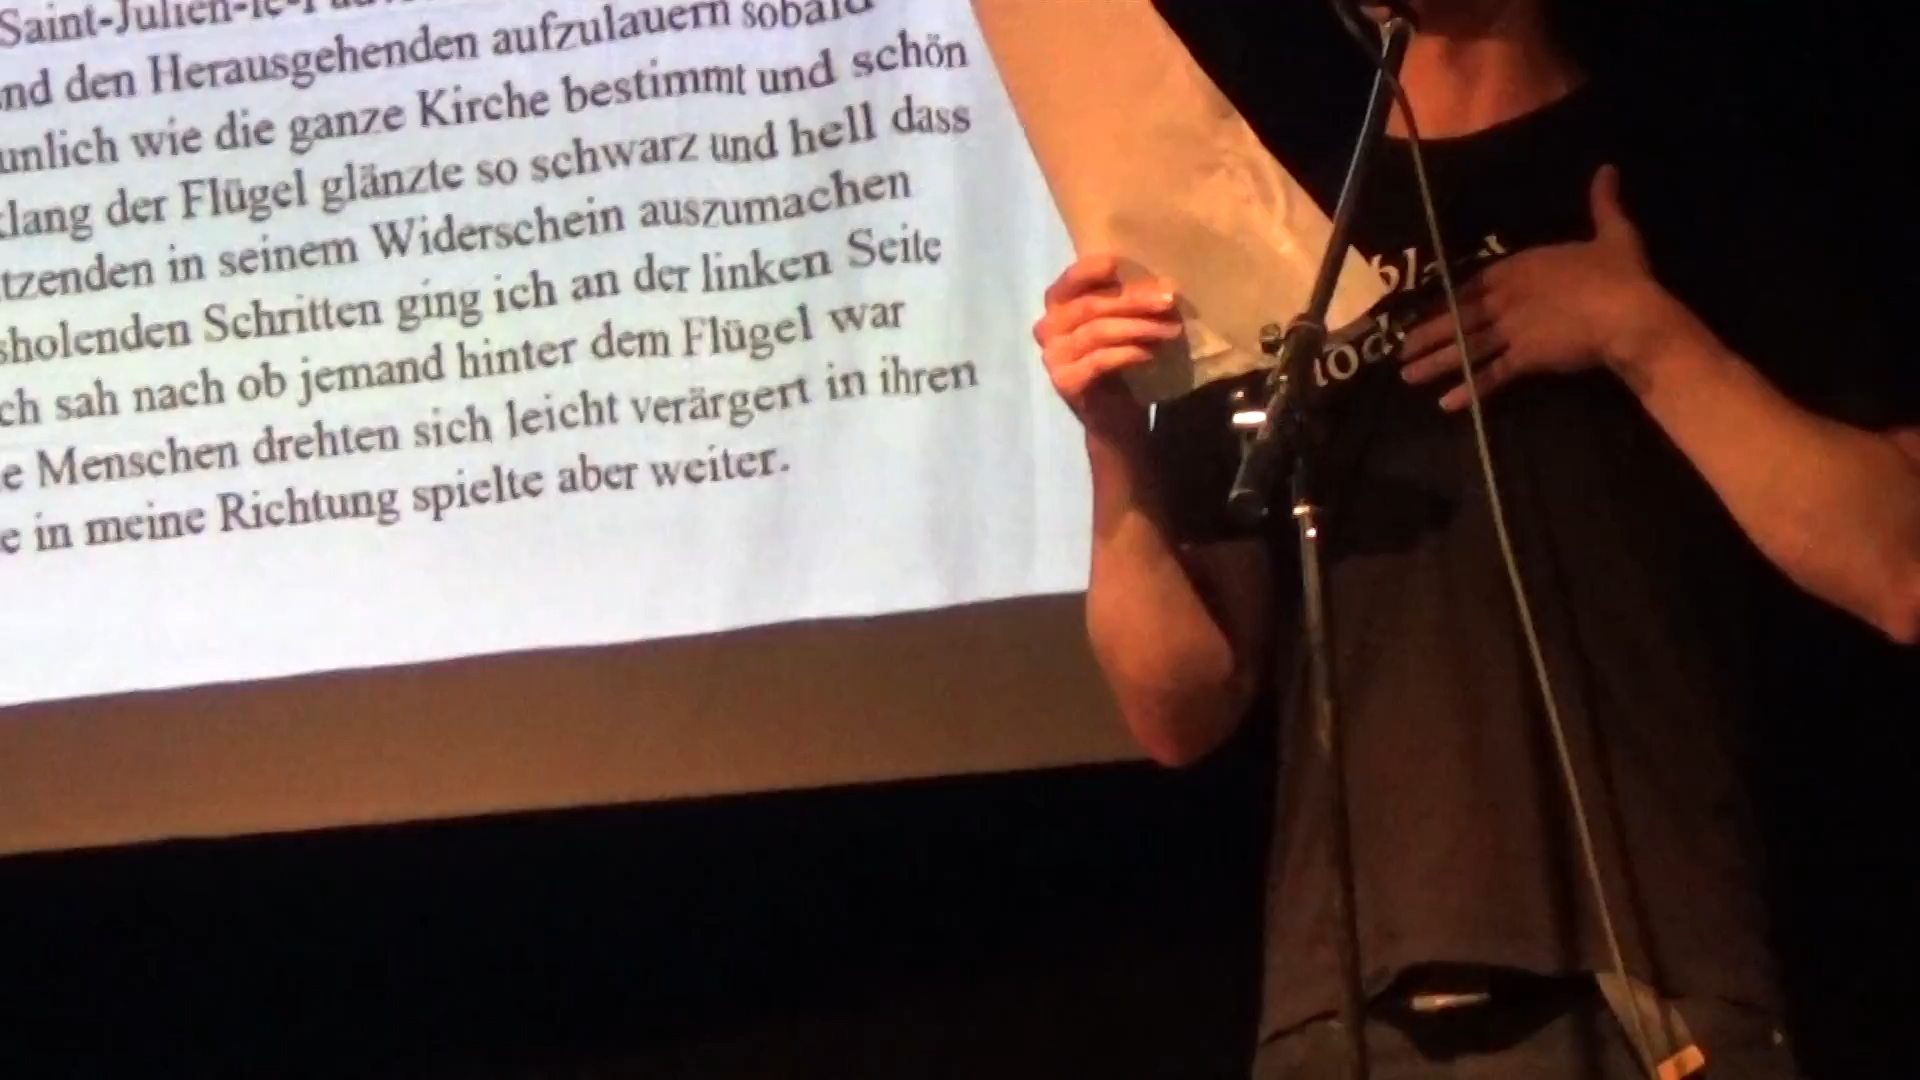 Saint-Julien-le-
nd den Herausgehenden aufzulauern sobald
unlich wie die ganze Kirche bestimmt und schön
klang der Flügel glänzte so schwarz und hell dass
tzenden in seinem Widerschein auszumachen
sholenden Schritten ging ich an der linken Seite
ch sah nach ob jemand hinter dem Flügel war
e Menschen drehten sich leicht verärgert in ihren
e in meine Richtung spielte aber weiter.